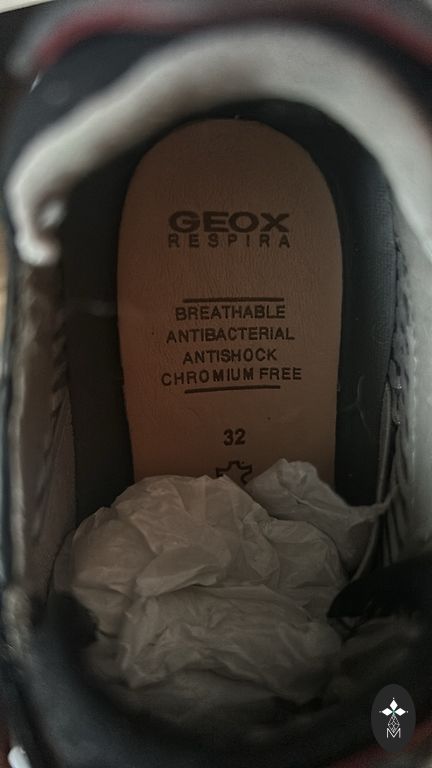 GEOX
RESPIRA
BREATHABLE
ANTIBACTERIAL
ANTISHOCK
CHROMIUM FREE
32
M